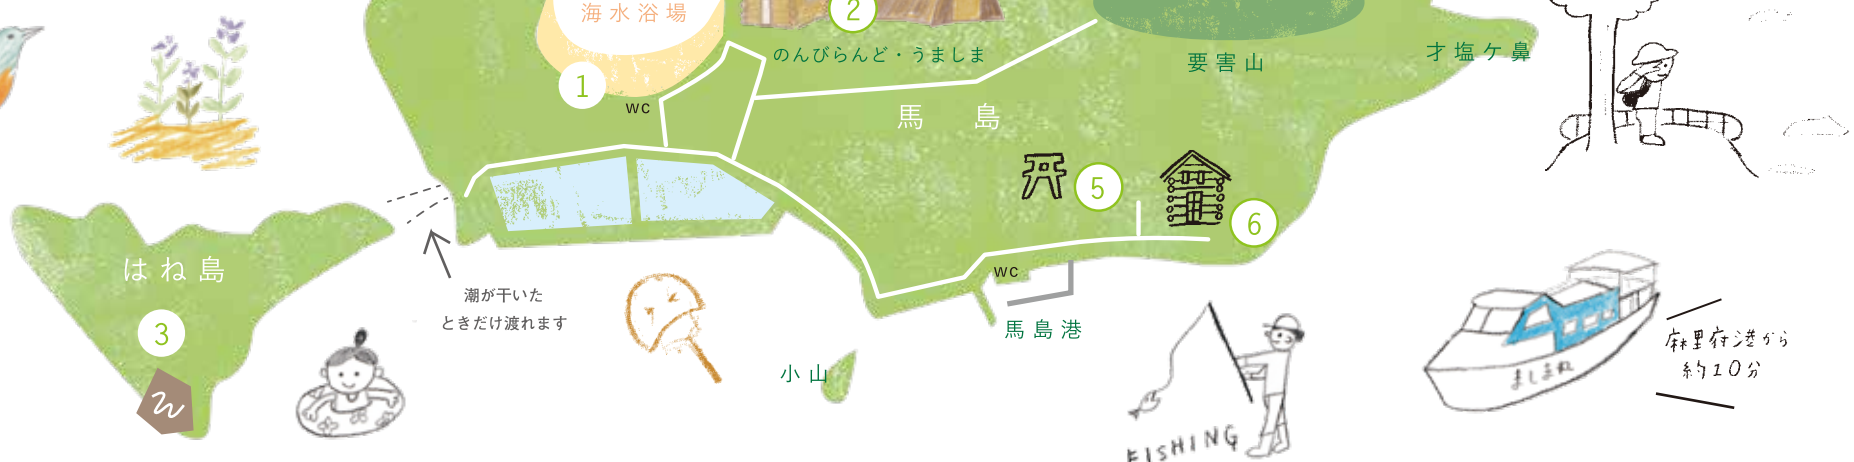 海水浴場
2
のんびらんど・うましま
要害山
才塩ケ鼻
1
wc
馬島
5
6
はね島
3
ん
潮が干いた
ときだけ渡れます
wc
馬島港
小山
FISHING
ましまね
麻里府港から
約10分